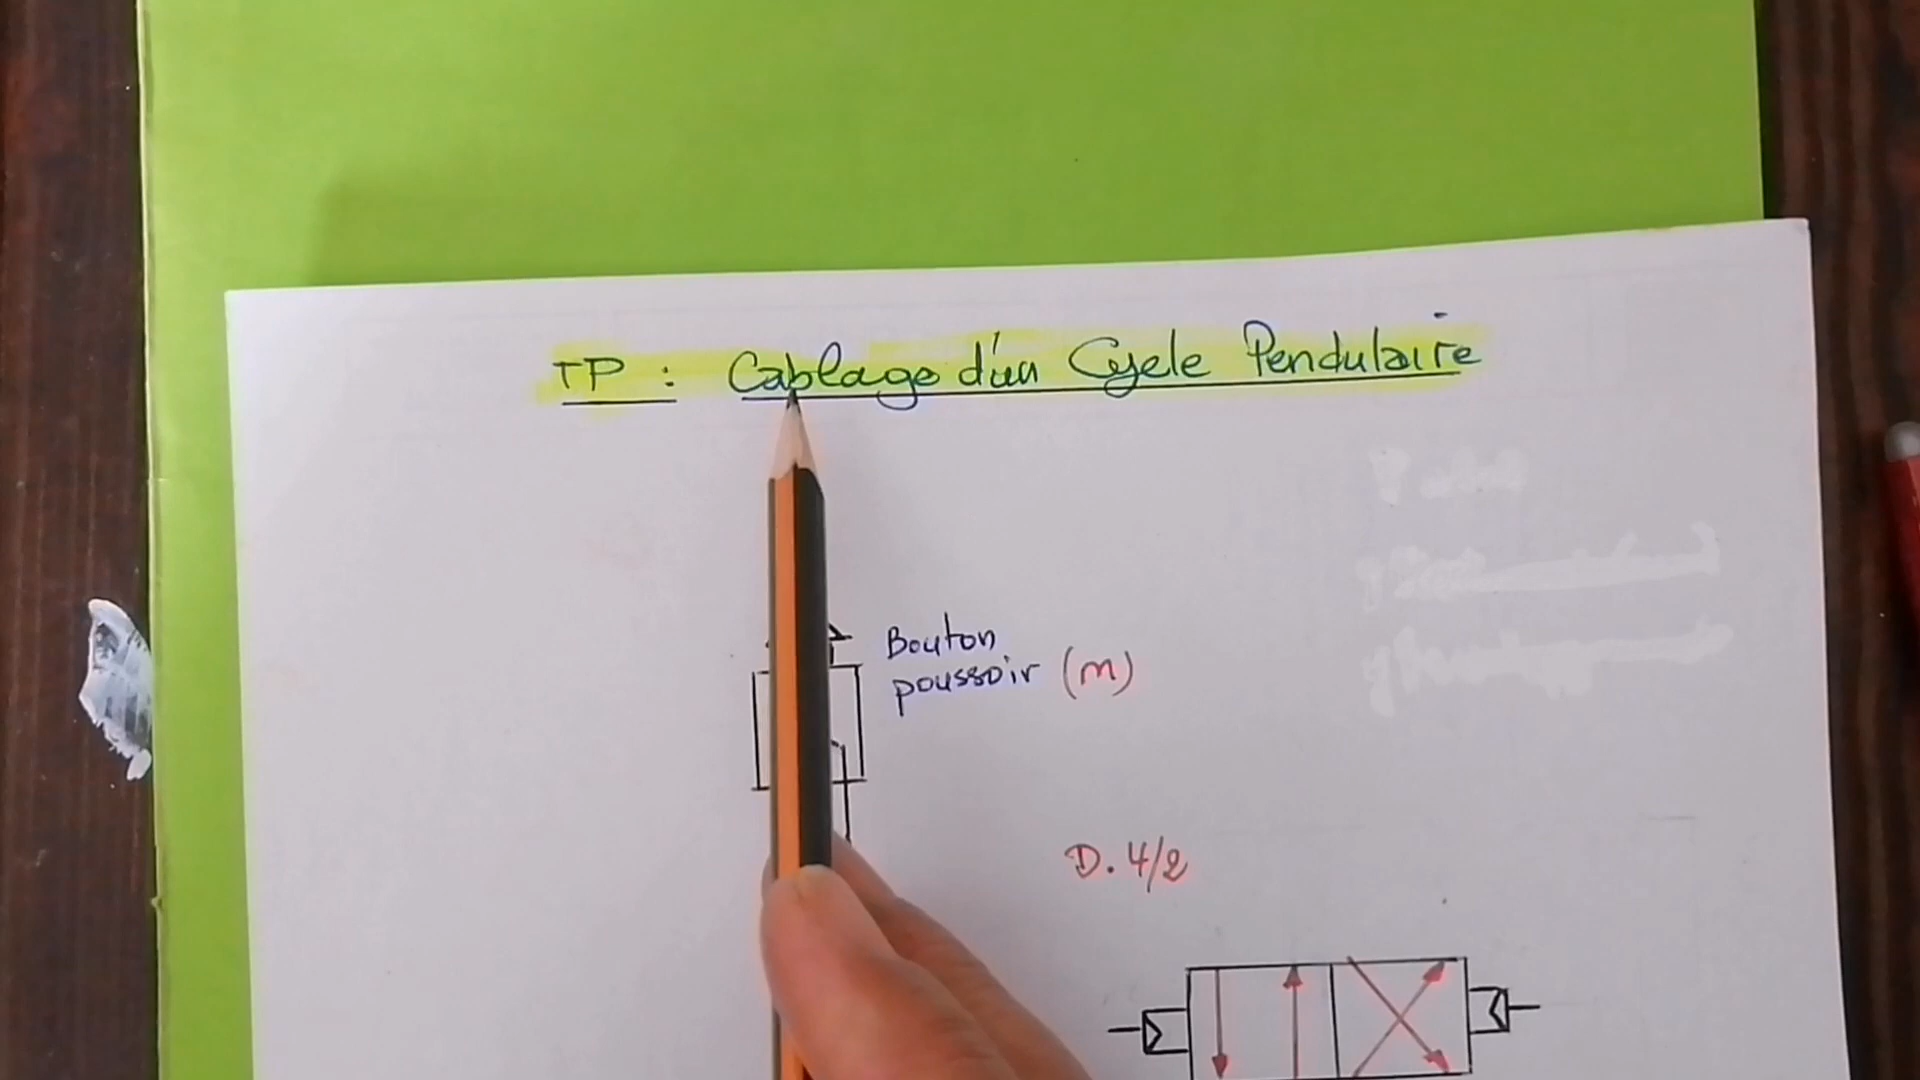 TP : Cablage d'un Cycle Pendulaire
Bouton
poussoir (m)
D. 4/2